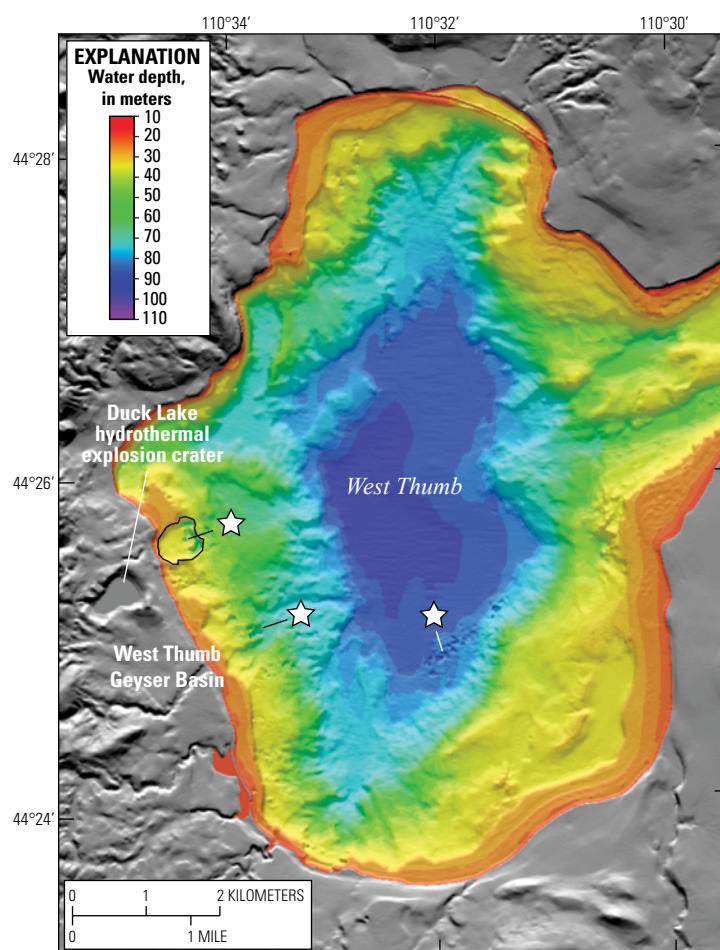 110°34′ 110°32′ 110°30′
EXPLANATION
Water depth,
in meters
10
20
30
40
50
60
70
80
90
100
110
44°28′
Duck Lake
hydrothermal
explosion crater
44°26′
West Thumb
West Thumb
Geyser Basin
44°24′
0 1 2 KILOMETERS
0 1 MILE